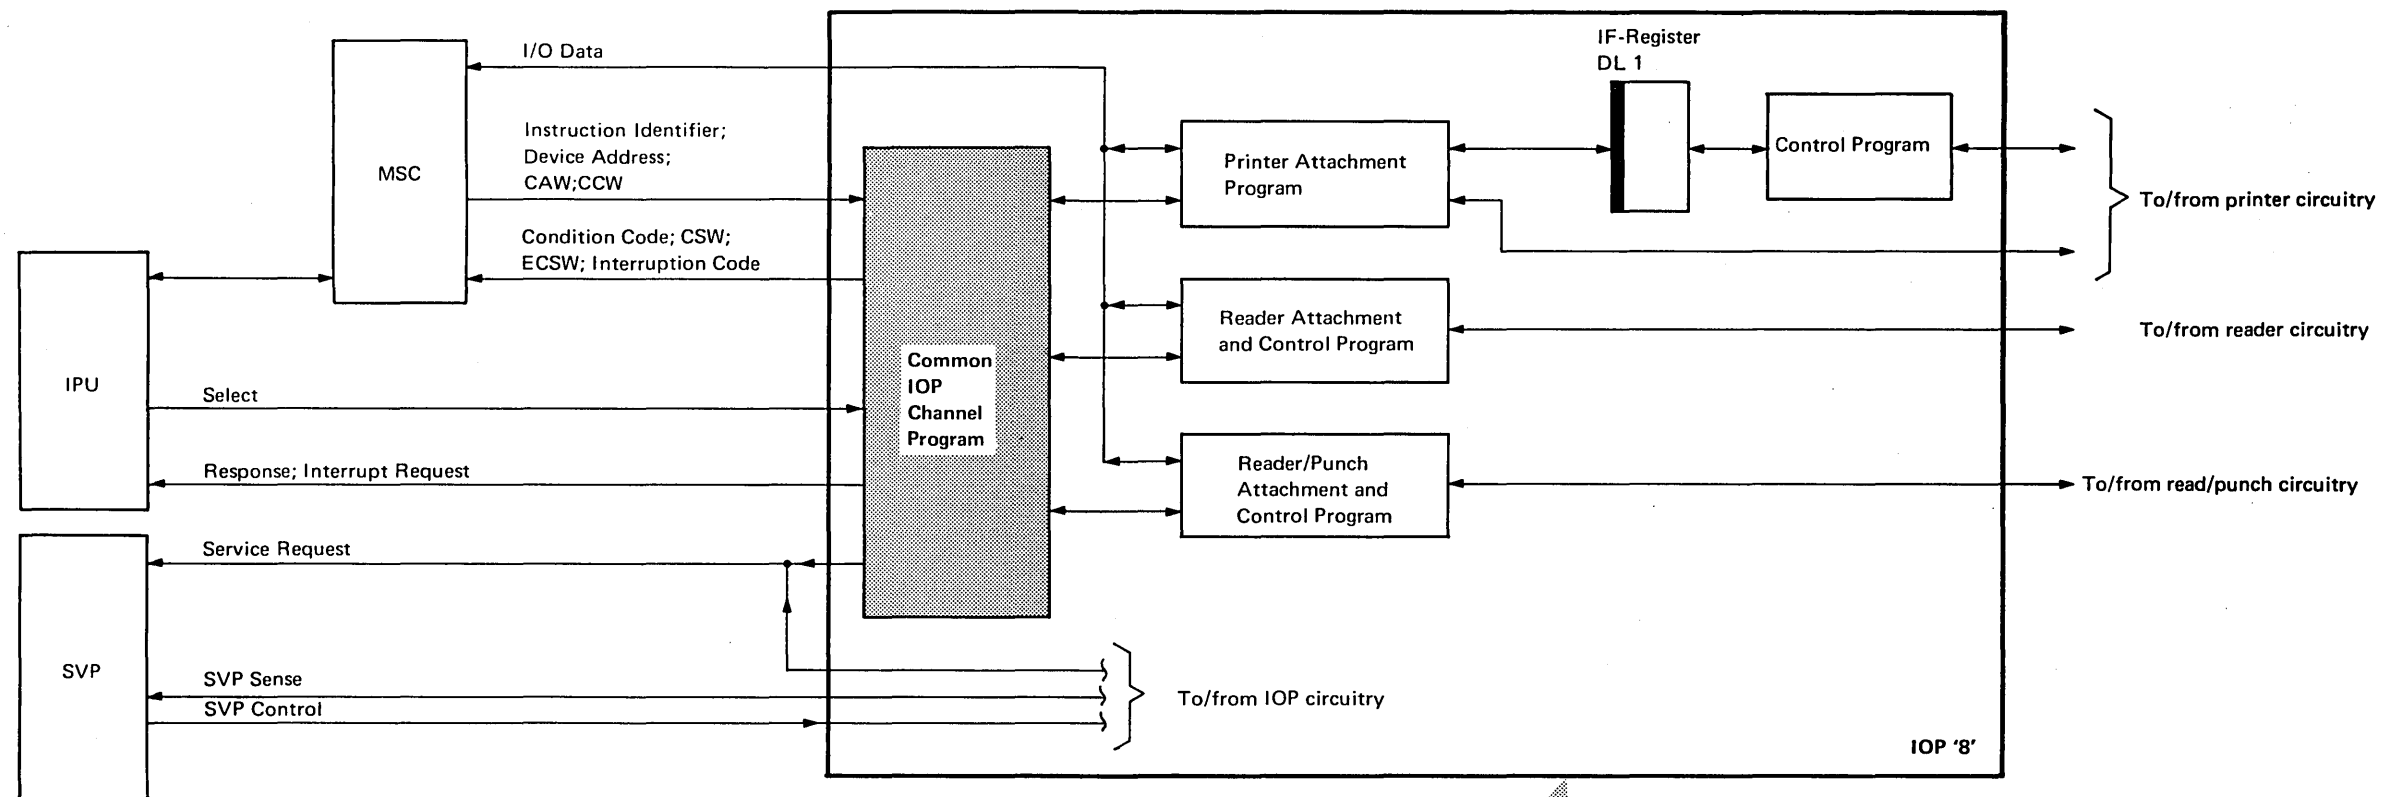 I/O Data
IF-Register
DL 1
MSC
Instruction Identifier;
Device Address;
CAW;CCW
Condition Code; CSW;
ECSW; Interruption Code
Printer Attachment
Program
Control Program
To/from printer circuitry
Reader Attachment
and Control Program
To/from reader circuitry
IPU
Select
Common
IOP
Channel
Program
Response; Interrupt Request
Reader/Punch
Attachment and
Control Program
To/from read/punch circuitry
Service Request
SVP
SVP Sense
SVP Control
To/from IOP circuitry
IOP '8'